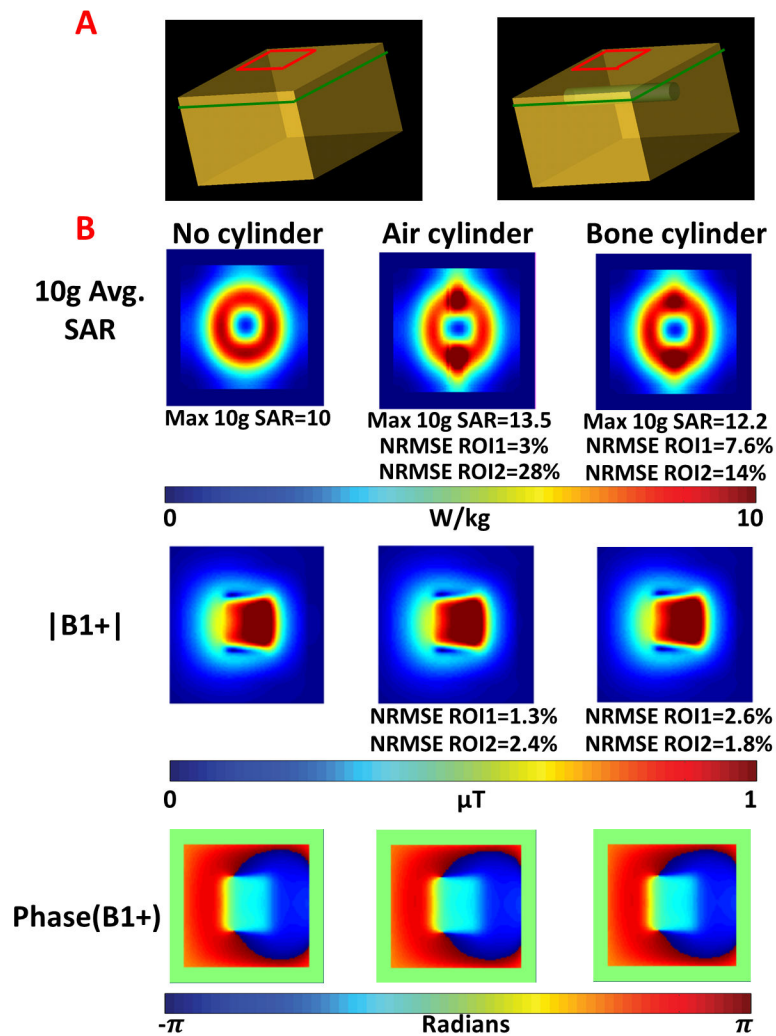 A
B
No cylinder
Air cylinder
Bone cylinder
10g Avg.
SAR
Max 10g SAR=10
Max 10g SAR=13.5
NRMSE ROI1=3%
NRMSE ROI2=28%
Max 10g SAR=12.2
NRMSE ROI1=7.6%
NRMSE ROI2=14%
0
W/kg
10
|B1+|
NRMSE ROI1=1.3%
NRMSE ROI2=2.4%
NRMSE ROI1=2.6%
NRMSE ROI2=1.8%
0
μT
1
Phase(B1+)
-π
Radians
π